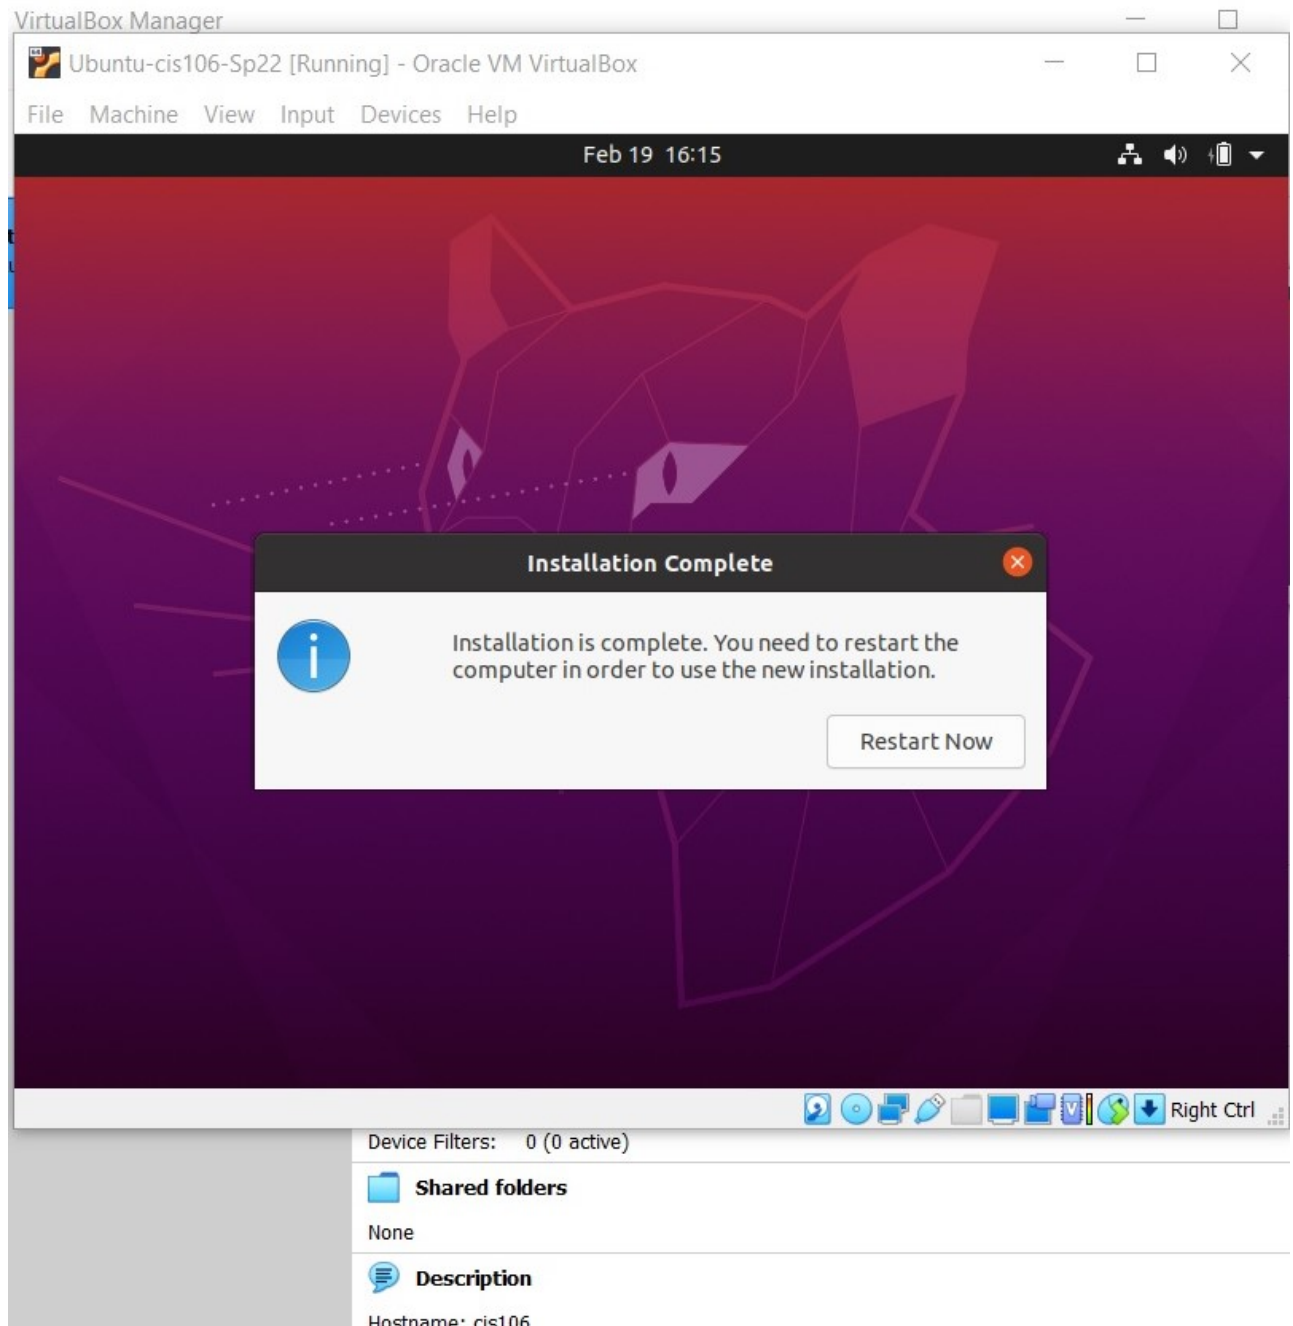 VirtualBox Manager
Ubuntu-cis106-Sp22 [Running] - Oracle VM VirtualBox
File Machine View Input Devices Help
Feb 19 16:15
Installation Complete
Installation is complete. You need to restart the
computer in order to use the new installation.
Restart Now
Right Ctrl
Device Filters: 0 (0 active)
Shared folders
None
Description
Hostname: cis106